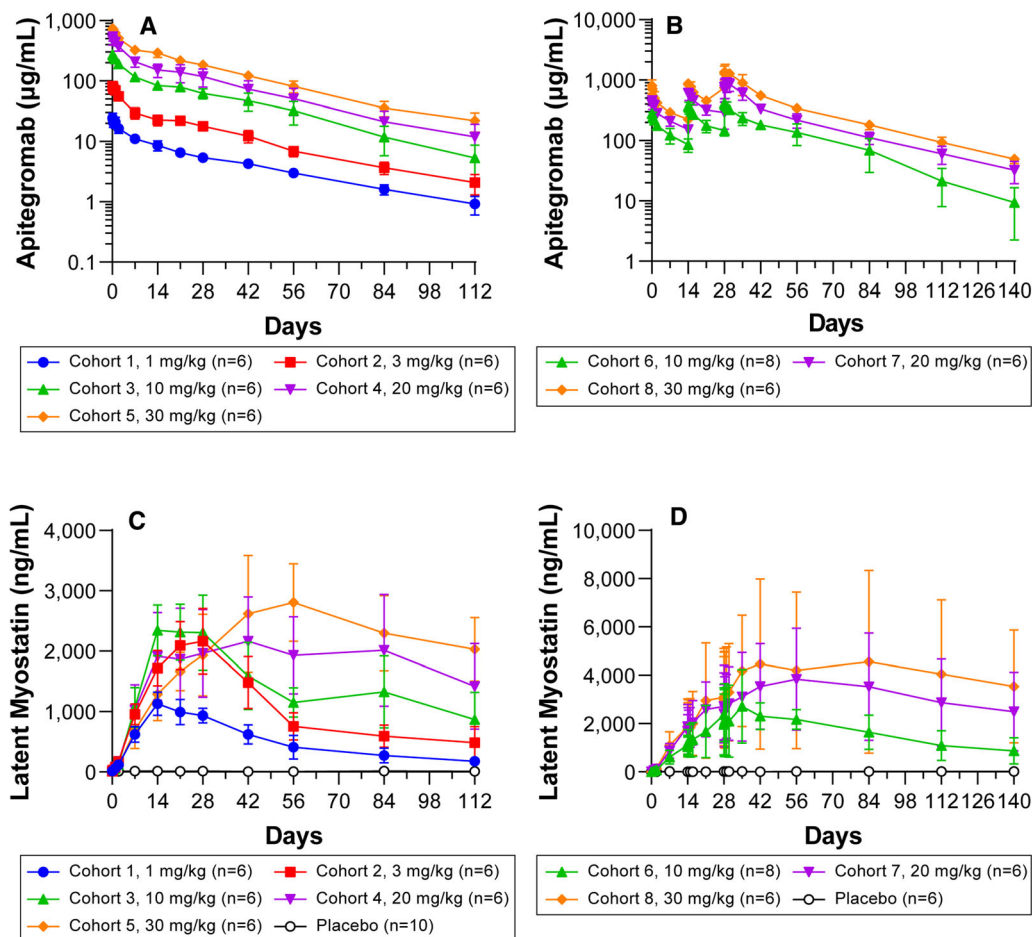 A
Apitegromab (µg/mL)
1,000
100
10
1
0.1
0 14 28 42 56 70 84 98 112
Days
Cohort 1, 1 mg/kg (n=6) Cohort 2, 3 mg/kg (n=6)
Cohort 3, 10 mg/kg (n=6) Cohort 4, 20 mg/kg (n=6)
Cohort 5, 30 mg/kg (n=6)
B
Apitegromab (µg/mL)
10,000
1,000
100
10
1
0 14 28 42 56 70 84 98 112 126 140
Days
Cohort 6, 10 mg/kg (n=8) Cohort 7, 20 mg/kg (n=6)
Cohort 8, 30 mg/kg (n=6)
C
Latent Myostatin (ng/mL)
4,000
3,000
2,000
1,000
0
0 14 28 42 56 70 84 98 112
Days
Cohort 1, 1 mg/kg (n=6) Cohort 2, 3 mg/kg (n=6)
Cohort 3, 10 mg/kg (n=6) Cohort 4, 20 mg/kg (n=6)
Cohort 5, 30 mg/kg (n=6) Placebo (n=10)
D
Latent Myostatin (ng/mL)
10,000
8,000
6,000
4,000
2,000
0
0 14 28 42 56 70 84 98 112 126 140
Days
Cohort 6, 10 mg/kg (n=8) Cohort 7, 20 mg/kg (n=6)
Cohort 8, 30 mg/kg (n=6) Placebo (n=6)